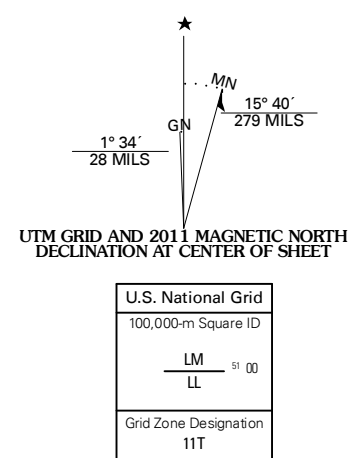 ★
MN
GN
15° 40´
279 MILS
1° 34´
28 MILS
UTM GRID AND 2011 MAGNETIC NORTH
DECLINATION AT CENTER OF SHEET
U.S. National Grid
100,000-m Square ID
LM
51 00
LL
Grid Zone Designation
11T